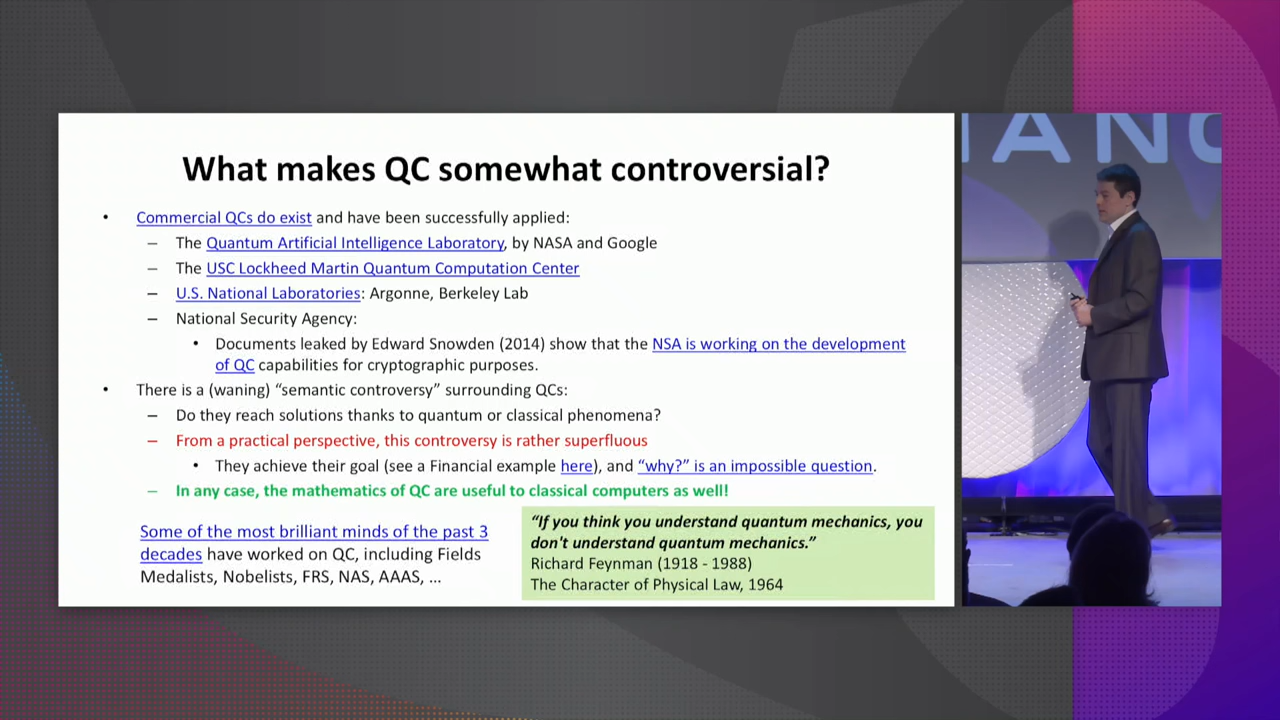 What makes QC somewhat controversial?
• Commercial QCs do exist and have been successfully applied:
– The Quantum Artificial Intelligence Laboratory, by NASA and Google
– The USC Lockheed Martin Quantum Computation Center
– U.S. National Laboratories: Argonne, Berkeley Lab
– National Security Agency:
• Documents leaked by Edward Snowden (2014) show that the NSA is working on the development
of QC capabilities for cryptographic purposes.
• There is a (waning) “semantic controversy” surrounding QCs:
– Do they reach solutions thanks to quantum or classical phenomena?
– From a practical perspective, this controversy is rather superfluous
• They achieve their goal (see a Financial example here), and “why?” is an impossible question.
– In any case, the mathematics of QC are useful to classical computers as well!
Some of the most brilliant minds of the past 3
decades have worked on QC, including Fields
Medalists, Nobelists, FRS, NAS, AAAS, ...
“If you think you understand quantum mechanics, you
don't understand quantum mechanics.”
Richard Feynman (1918 - 1988)
The Character of Physical Law, 1964